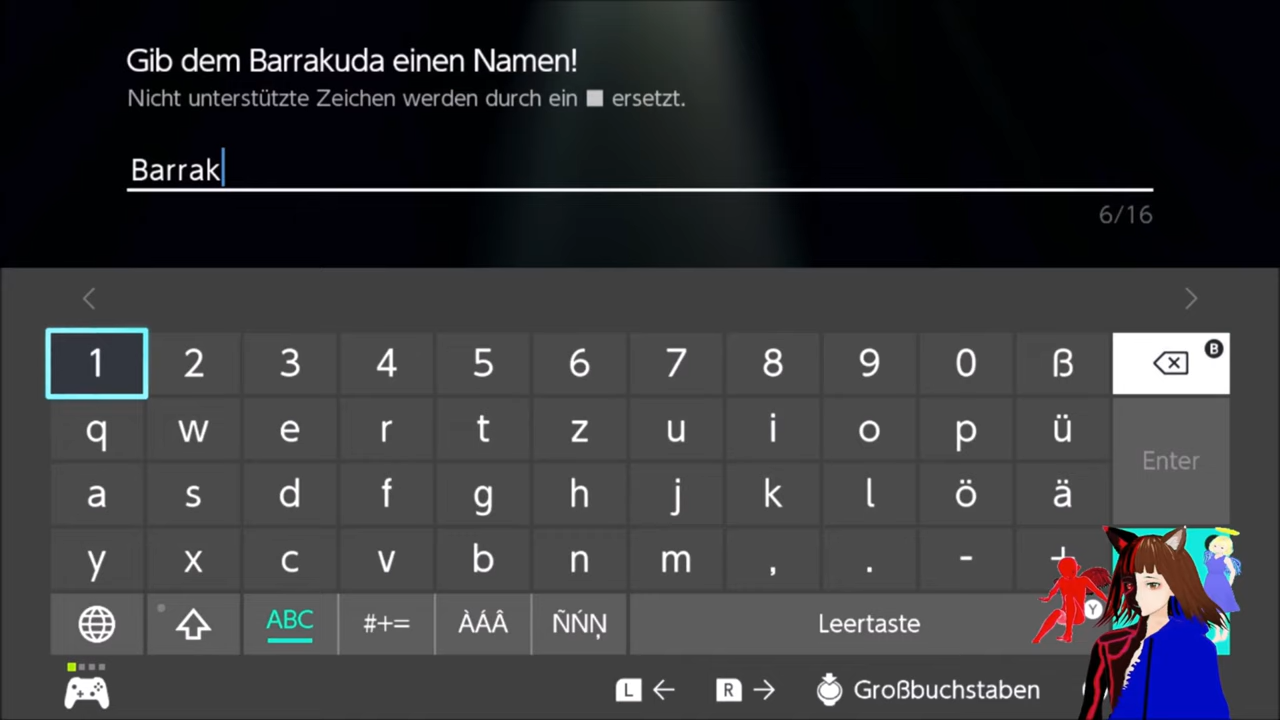 Gib dem Barrakuda einen Namen!
Nicht unterstützte Zeichen werden durch ein ■ ersetzt.
Barrak
6/16
1 2 3 4 5 6 7 8 9 0 ß B
q w e r t z u i o p ü
Enter
a s d f g h j k l ö ä
y x c v b n m , . - +
ABC #+= ÀÁÂ ÑŃŅ Leertaste Y
L ← R → Großbuchstaben